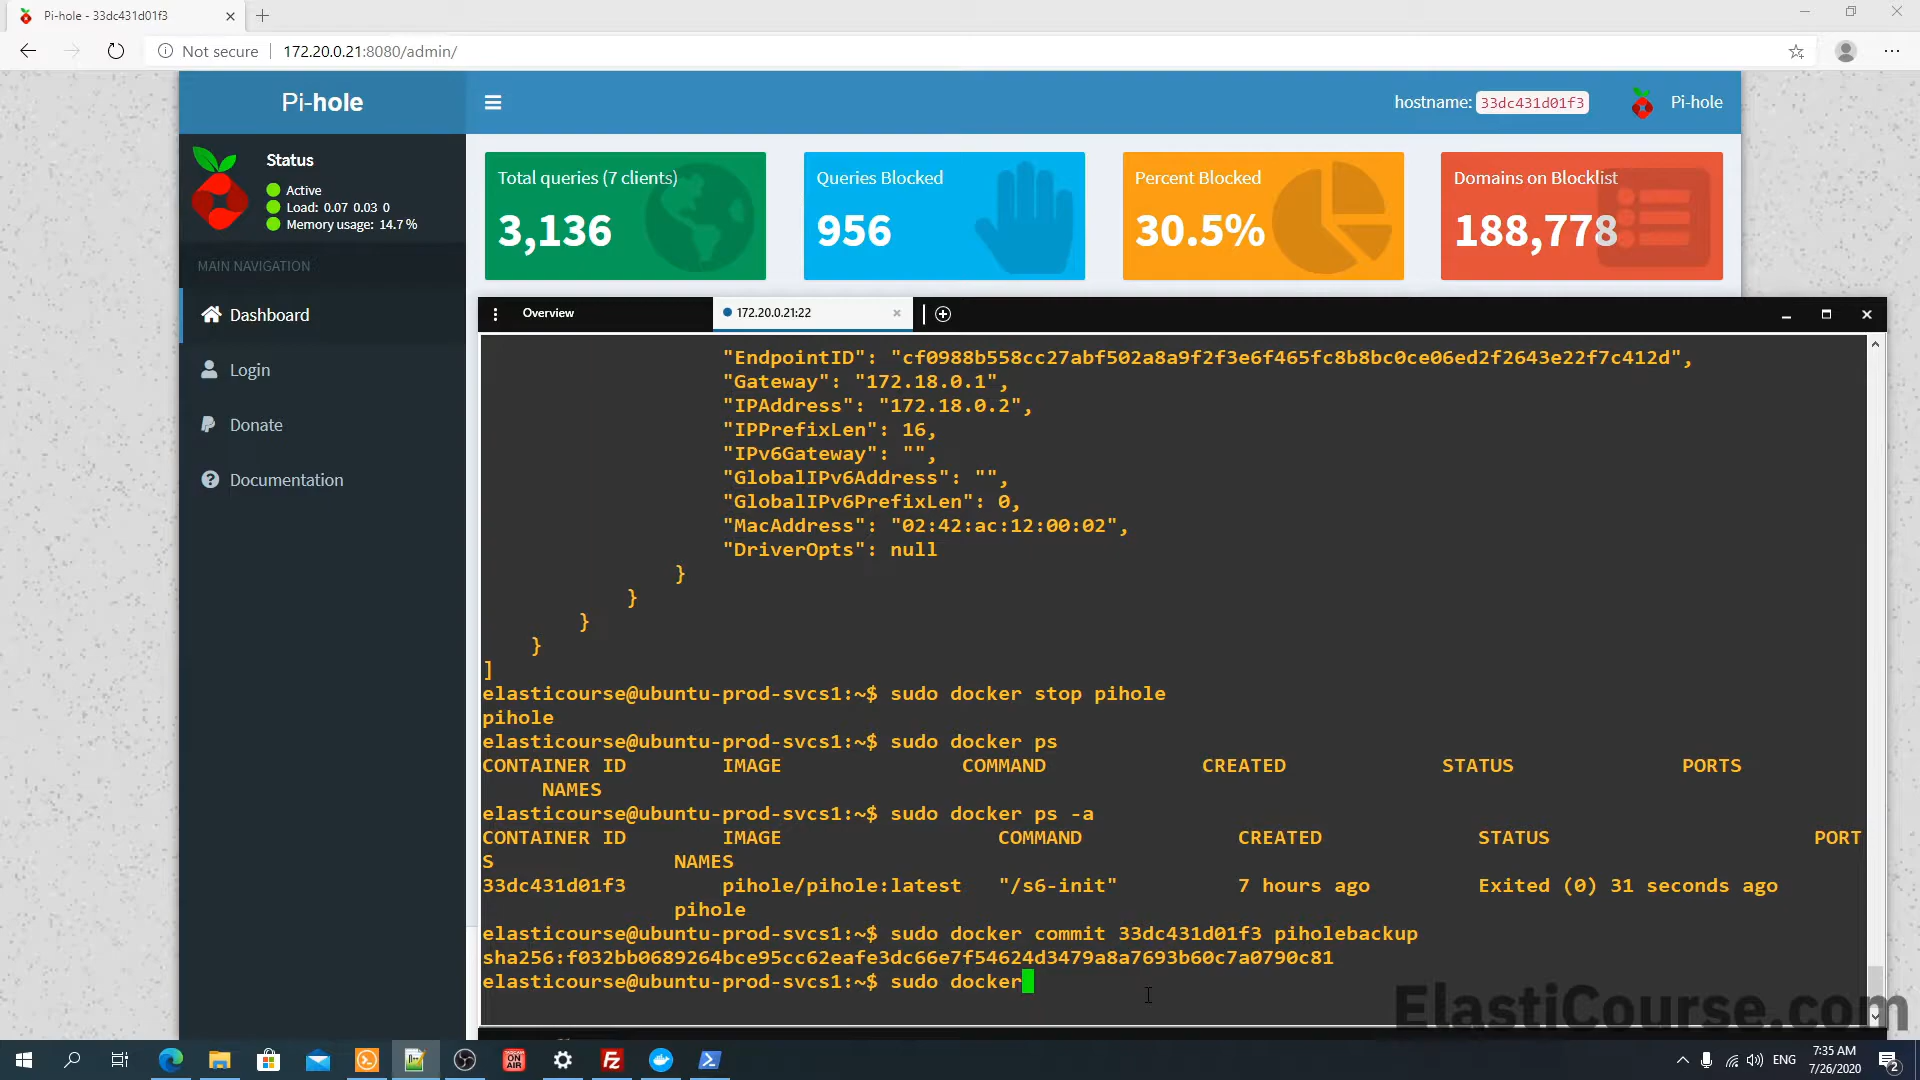 Pi-hole - 33dc431d01f3
Not secure
172.20.0.21:8080/admin/
Pi-hole
hostname: 33dc431d01f3
Pi-hole
Status
Active
Load: 0.07 0.03 0
Memory usage: 14.7 %
MAIN NAVIGATION
Dashboard
Login
Donate
Documentation
Total queries (7 clients)
3,136
Queries Blocked
956
Percent Blocked
30.5%
Domains on Blocklist
188,778
Overview
172.20.0.21:22
"EndpointID": "cf0988b558cc27abf502a8a9f2f3e6f465fc8b8bc0ce06ed2f2643e22f7c412d",
"Gateway": "172.18.0.1",
"IPAddress": "172.18.0.2",
"IPPrefixLen": 16,
"IPv6Gateway": "",
"GlobalIPv6Address": "",
"GlobalIPv6PrefixLen": 0,
"MacAddress": "02:42:ac:12:00:02",
"DriverOpts": null
}
}
}
}
]
elasticourse@ubuntu-prod-svcs1:~$ sudo docker stop pihole
pihole
elasticourse@ubuntu-prod-svcs1:~$ sudo docker ps
CONTAINER ID IMAGE COMMAND CREATED STATUS PORTS
NAMES
elasticourse@ubuntu-prod-svcs1:~$ sudo docker ps -a
CONTAINER ID IMAGE COMMAND CREATED STATUS PORT
S NAMES
33dc431d01f3 pihole/pihole:latest "/s6-init" 7 hours ago Exited (0) 31 seconds ago
pihole
elasticourse@ubuntu-prod-svcs1:~$ sudo docker commit 33dc431d01f3 piholebackup
sha256:f032bb0689264bce95cc62eafe3dc66e7f54624d3479a8a7693b60c7a0790c81
elasticourse@ubuntu-prod-svcs1:~$ sudo docker
ElastiCourse.com
ON AIR
ENG
7:35 AM
7/26/2020
2